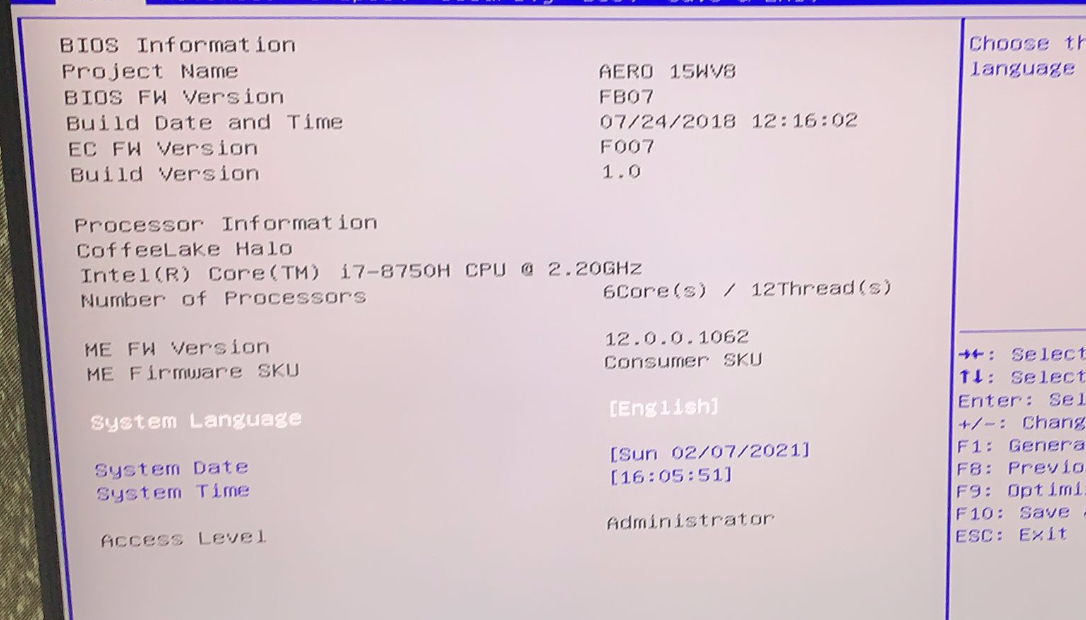 BIOS Information
Project Name AERO 15WV8
BIOS FW Version FB07
Build Date and Time 07/24/2018 12:16:02
EC FW Version F007
Build Version 1.0
Processor Information
CoffeeLake Halo
Intel(R) Core(TM) i7-8750H CPU @ 2.20GHz
Number of Processors 6Core(s) / 12Thread(s)
ME FW Version 12.0.0.1062
ME Firmware SKU Consumer SKU
System Language [English]
System Date [Sun 02/07/2021]
System Time [16:05:51]
Access Level Administrator
Choose th
language
→←: Select
↑↓: Select
Enter: Sel
+/-: Chang
F1: Genera
F8: Previo
F9: Optimi
F10: Save
ESC: Exit